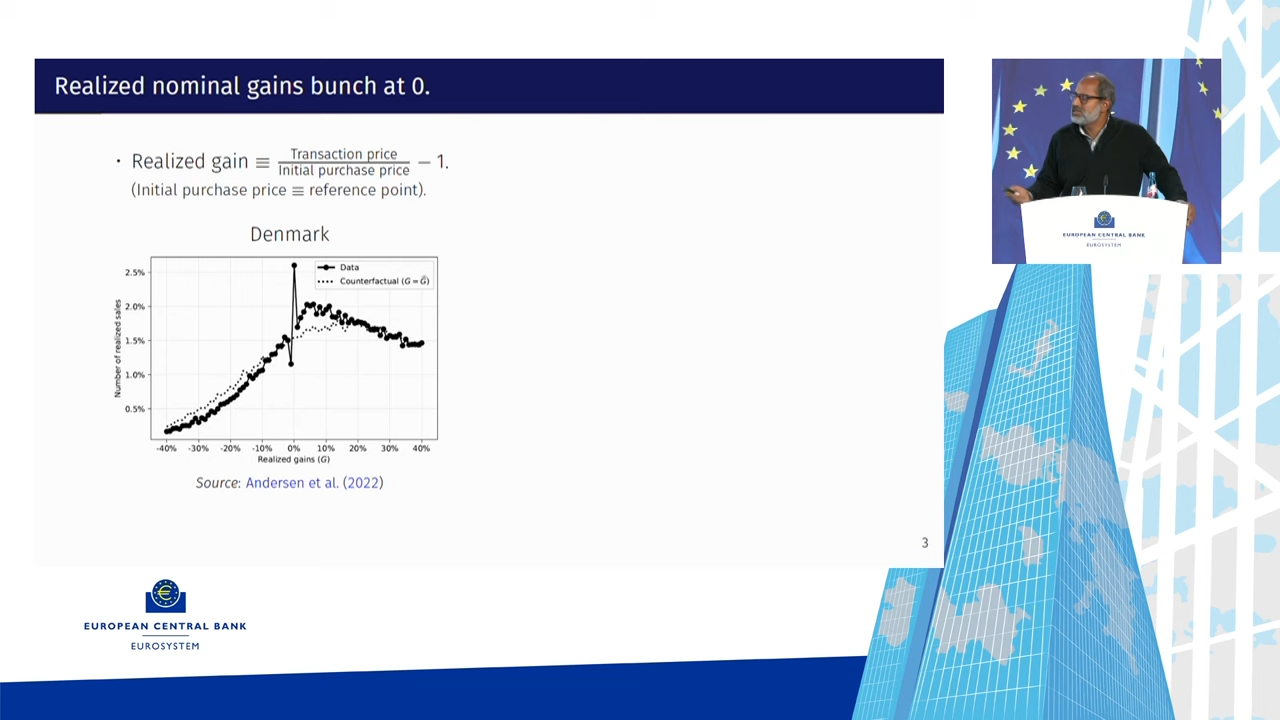 Realized nominal gains bunch at 0.
• Realized gain ≡ Transaction price / Initial purchase price − 1.
(Initial purchase price ≡ reference point).
Denmark
Data
Counterfactual (G = Ĝ)
2.5%
2.0%
1.5%
1.0%
0.5%
Number of realized sales
-40% -30% -20% -10% 0% 10% 20% 30% 40%
Realized gains (G)
Source: Andersen et al. (2022)
3
EUROPEAN CENTRAL BANK
EUROSYSTEM
EUROPEAN CENTRAL BANK
EUROSYSTEM